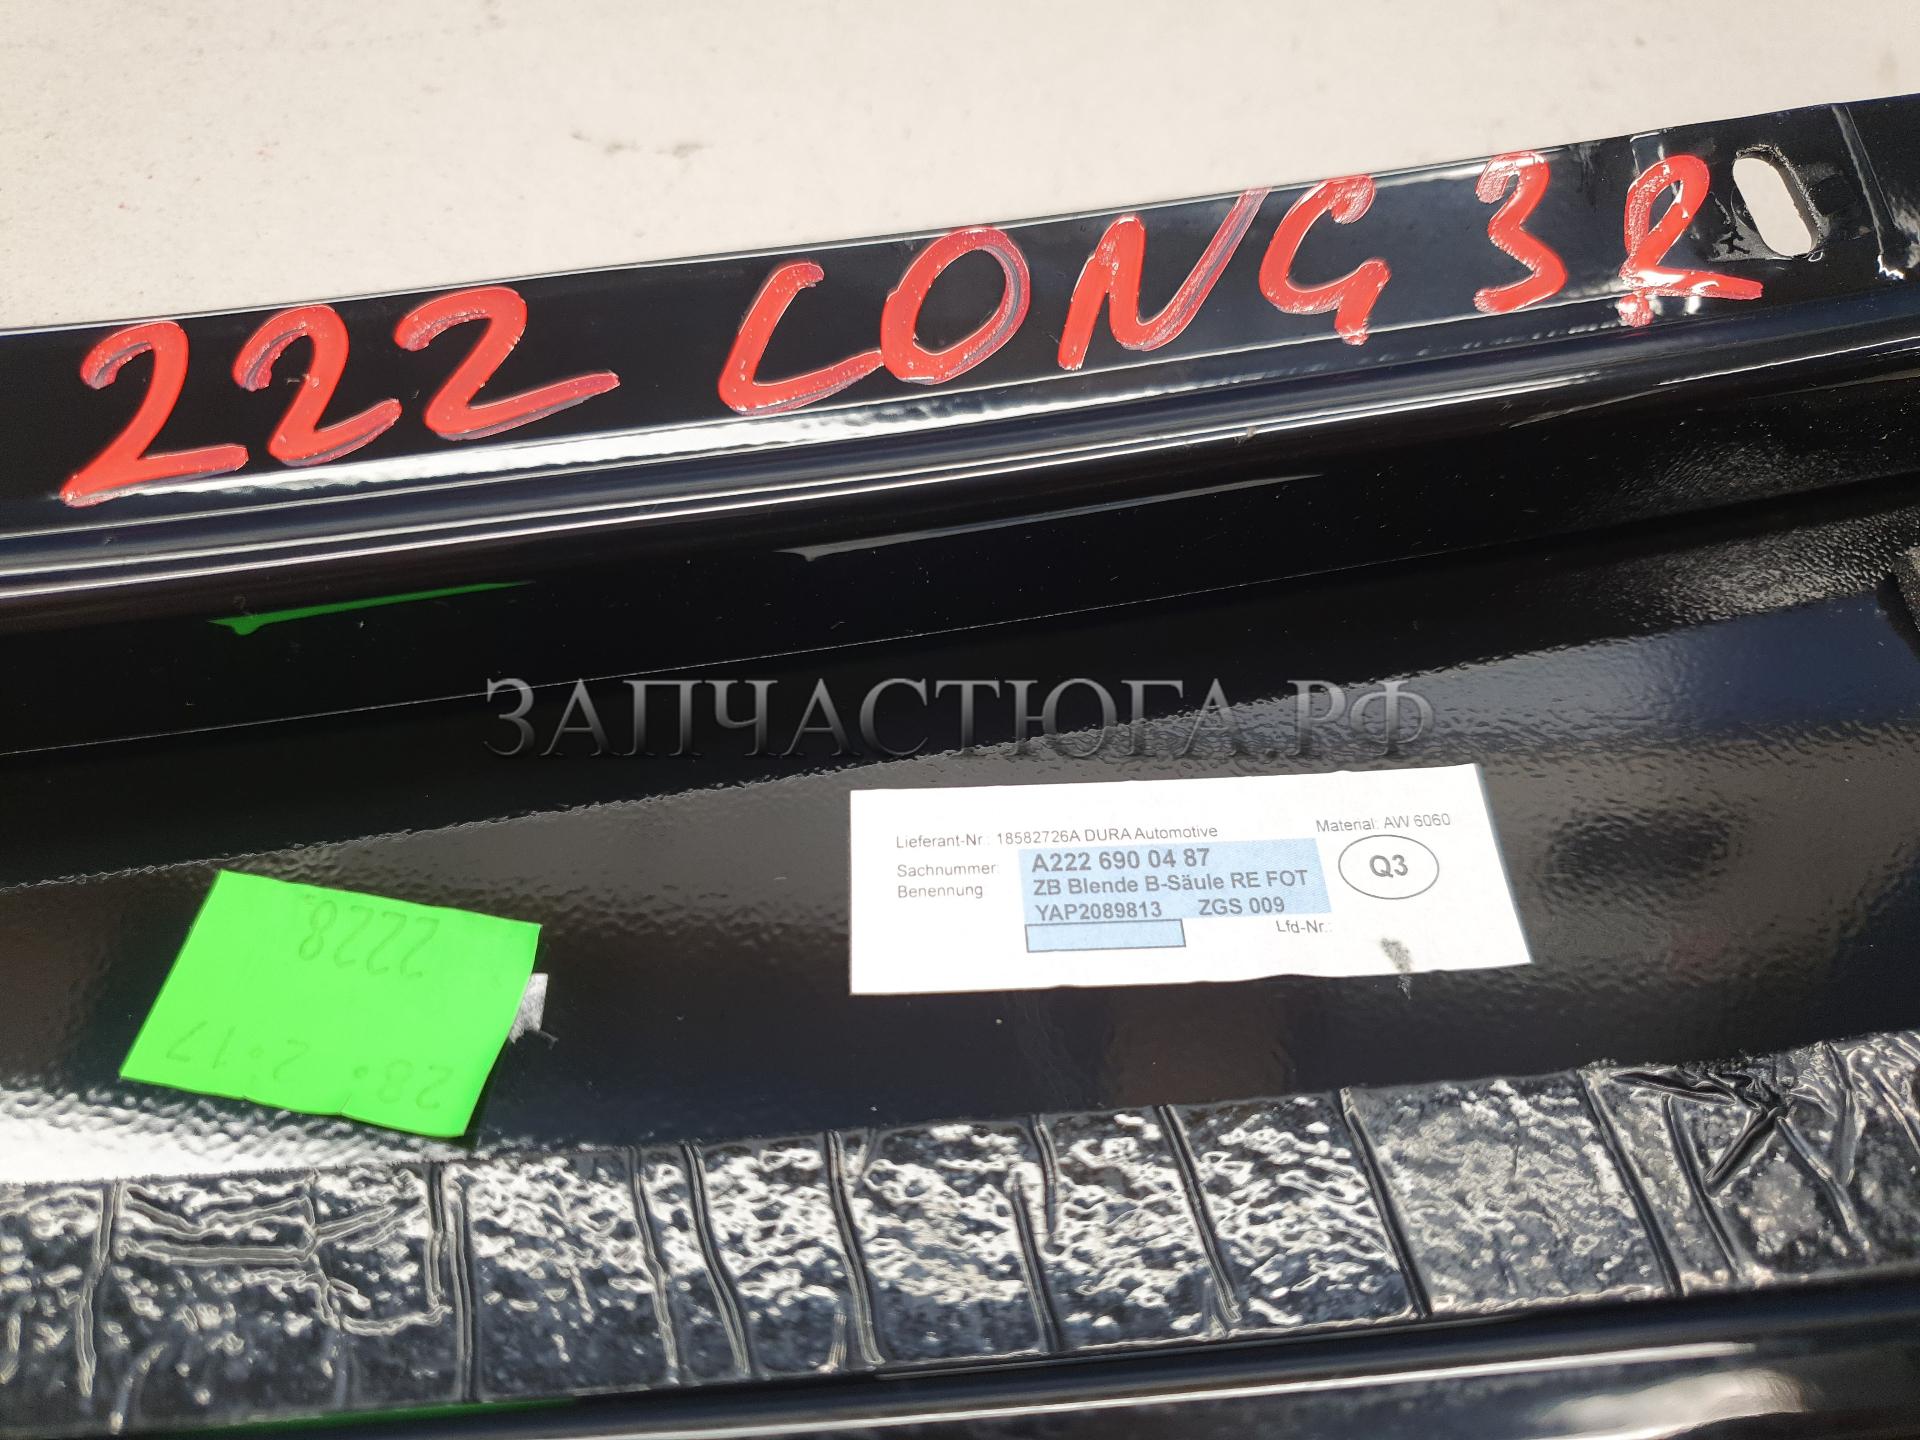 222 LONG 3R
ЗАПЧАСТЮГА.РФ
Lieferant-Nr.: 18582726A DURA Automotive Material: AW 6060
Sachnummer: A222 690 04 87 Q3
Benennung ZB Blende B-Säule RE FOT
YAP2089813 ZGS 009
Lfd-Nr.:
2228
28. 2.17